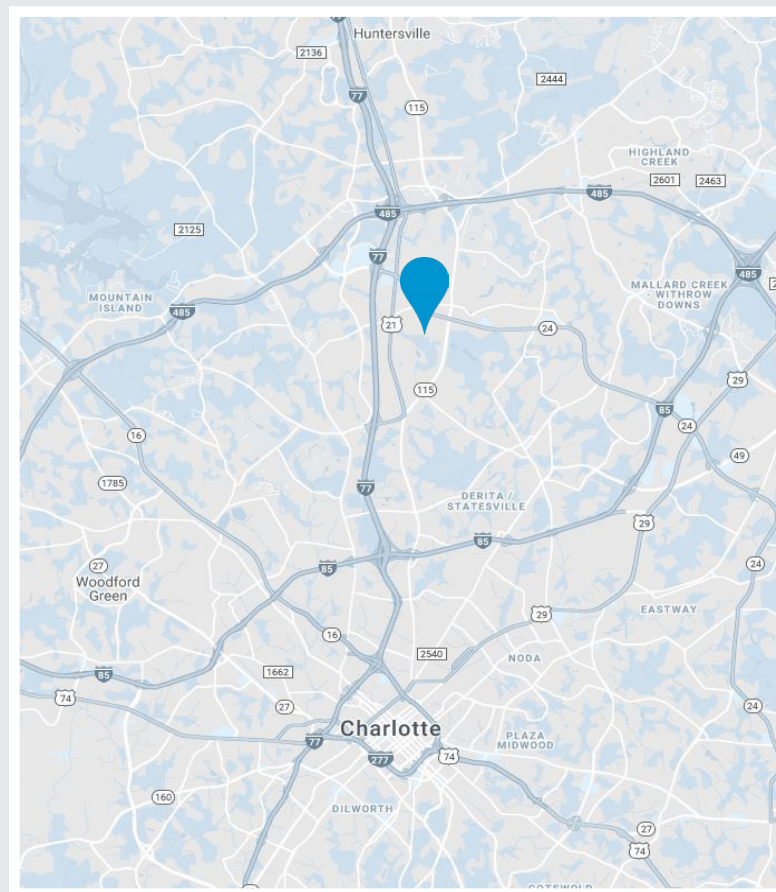 77
Huntersville
2136
2444
77
115
HIGHLAND
CREEK
2601
2463
485
485
2125
77
485
MALLARD CREEK
- WITHROW
DOWNS
MOUNTAIN
ISLAND
485
21
24
29
115
85
16
24
49
1785
77
DERITA /
STATESVILLE
29
85
27
85
24
Woodford
Green
EASTWAY
29
16
2540
NODA
1662
85
74
27
24
Charlotte
PLAZA
MIDWOOD
77
277
74
160
DILWORTH
27
74